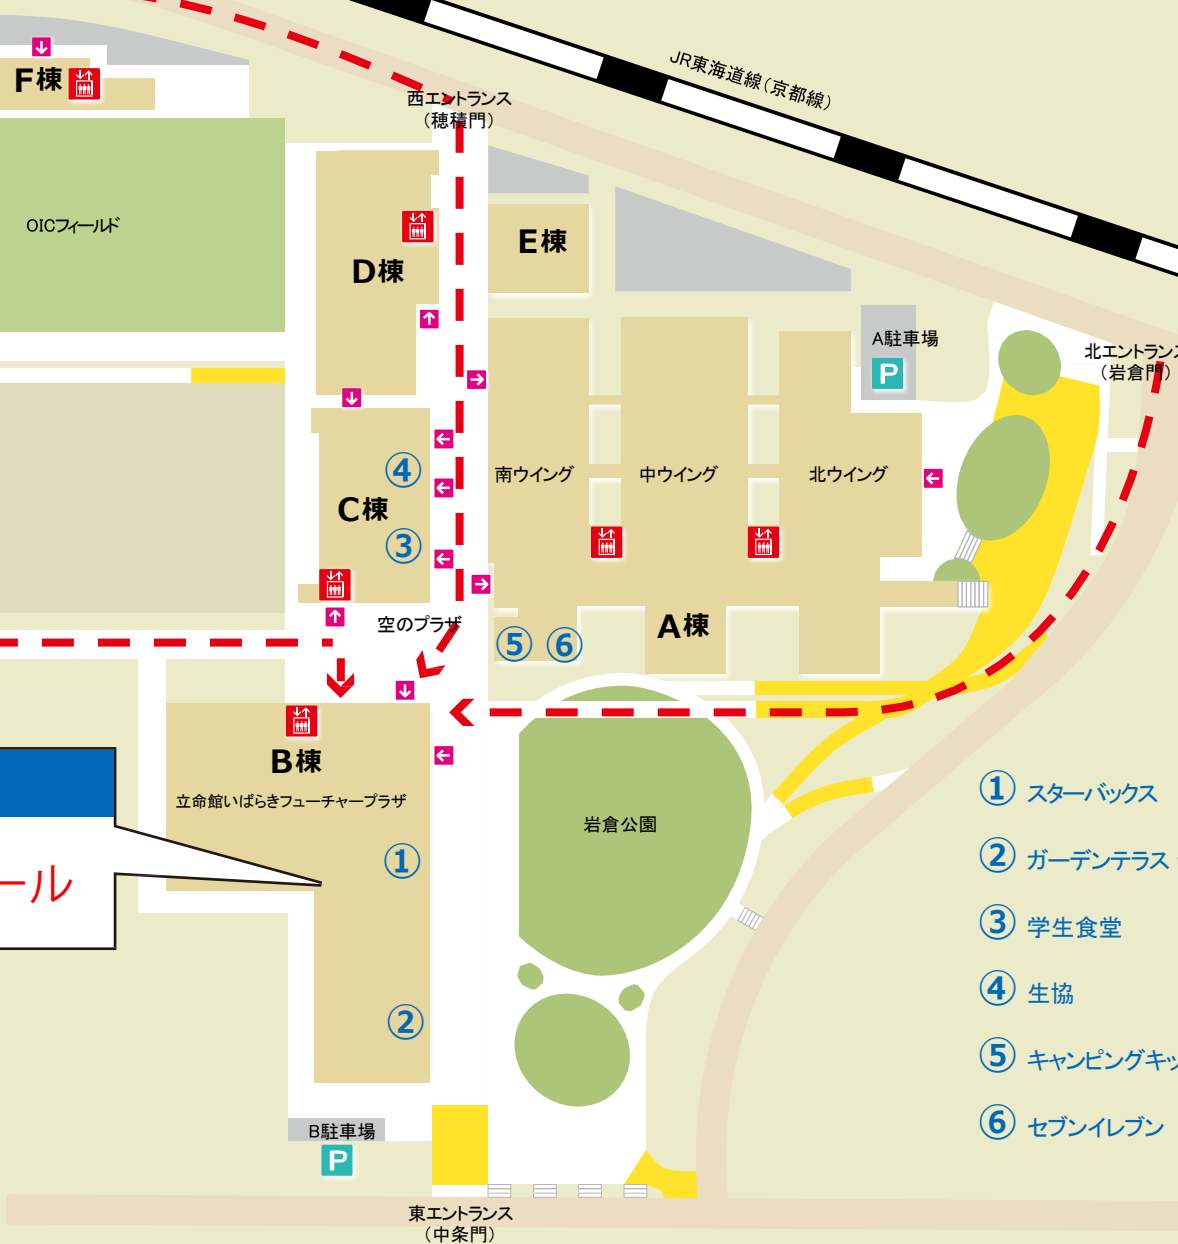 JR東海道線（京都線）
F棟
西エントランス
（穂積門）
OICフィールド
E棟
D棟
A駐車場
P
北エントランス
（岩倉門）
④
南ウイング
中ウイング
北ウイング
C棟
③
空のプラザ
A棟
⑤
⑥
B棟
立命館いばらきフューチャープラザ
①
ール
岩倉公園
②
① スターバックス
② ガーデンテラス
③ 学生食堂
④ 生協
⑤ キャンピングキッ
⑥ セブンイレブン
B駐車場
P
東エントランス
（中条門）